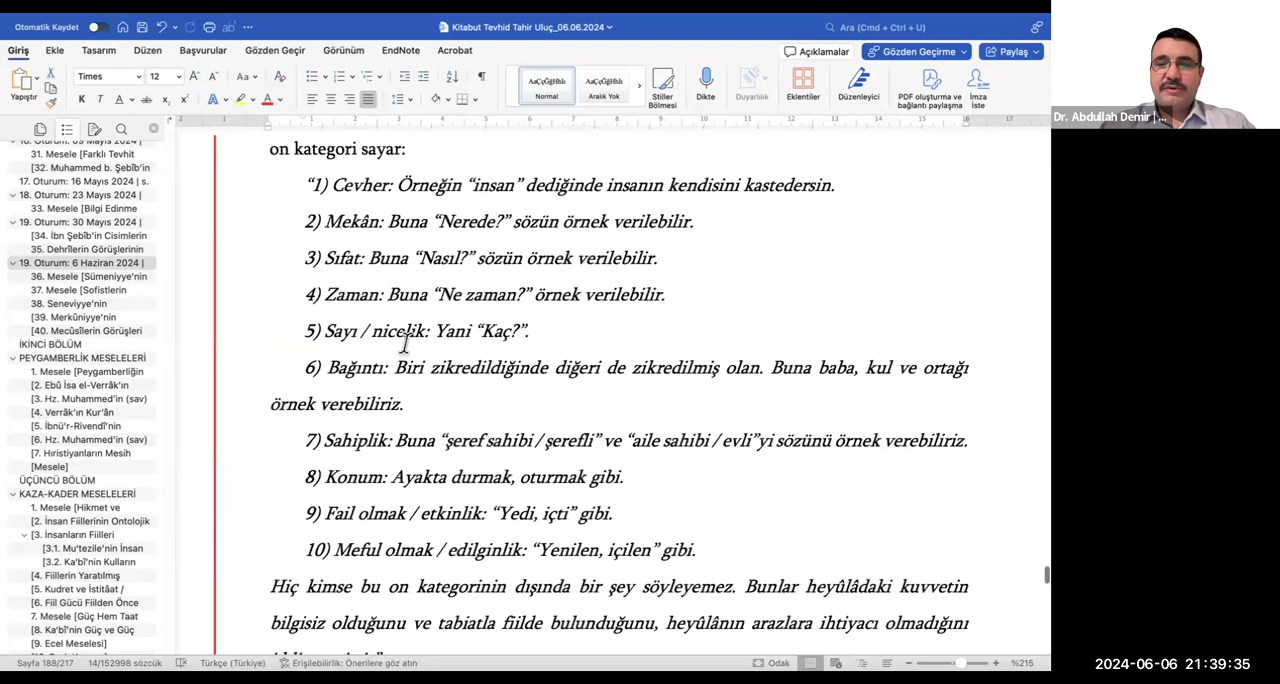 Otomatik Kaydet
Kitabut Tevhid Tahir Uluç_06.06.2024
Ara (Cmd + Ctrl + U)
Giriş Ekle Tasarım Düzen Başvurular Gözden Geçir Görünüm EndNote Acrobat
Açıklamalar Gözden Geçirme Paylaş
Yapıştır
Times 12
K T A ab x₂ x²
AaÇçĞğHhIı AaÇçĞğHhIı
Normal Aralık Yok
Stiller Bölmesi
Dikte
Duyarlılık
Eklentiler
Düzenleyici
PDF oluşturma ve bağlantı paylaşma
İmza İste
16. Oturum: 09 Mayıs 2024 |
31. Mesele [Farklı Tevhit
[32. Muhammed b. Şebîb’in
17. Oturum: 16 Mayıs 2024 | s.
18. Oturum: 23 Mayıs 2024 |
33. Mesele [Bilgi Edinme
19. Oturum: 30 Mayıs 2024 |
[34. İbn Şebîb’in Cisimlerin
35. Dehrîlerin Görüşlerinin
19. Oturum: 6 Haziran 2024 |
36. Mesele [Sümeniyye’nin
37. Mesele [Sofistlerin
38. Seneviyye’nin
[39. Merkûniyye’nin
[40. Mecûsîlerin Görüşleri
İKİNCİ BÖLÜM
PEYGAMBERLİK MESELELERİ
1. Mesele [Peygamberliğin
[2. Ebû İsa el-Verrâk’ın
[3. Hz. Muhammed’in (sav)
[4. Verrâk’ın Kur’ân
[5. İbnü’r-Rivendî’nin
[6. Hz. Muhammed’in (sav)
[7. Hıristiyanların Mesih
[Mesele]
ÜÇÜNCÜ BÖLÜM
KAZA-KADER MESELELERİ
1. Mesele [Hikmet ve
[2. İnsan Fiillerinin Ontolojik
[3. İnsanların Fiilleri
[3.1. Mu‘tezile’nin İnsan
[3.2. Ka‘bî’nin Kulların
[4. Fiillerin Yaratılmış
[5. Kudret ve İstitâat /
[6. Fiil Gücü Fiilden Önce
7. Mesele [Güç Hem Taat
[8. Ka‘bî’nin Güç ve Güç
[9. Ecel Meselesi]
on kategori sayar:
“1) Cevher: Örneğin “insan” dediğinde insanın kendisini kastedersin.
2) Mekân: Buna “Nerede?” sözün örnek verilebilir.
3) Sıfat: Buna “Nasıl?” sözün örnek verilebilir.
4) Zaman: Buna “Ne zaman?” örnek verilebilir.
5) Sayı / nicelik: Yani “Kaç?”.
6) Bağıntı: Biri zikredildiğinde diğeri de zikredilmiş olan. Buna baba, kul ve ortağı
örnek verebiliriz.
7) Sahiplik: Buna “şeref sahibi / şerefli” ve “aile sahibi / evli”yi sözünü örnek verebiliriz.
8) Konum: Ayakta durmak, oturmak gibi.
9) Fail olmak / etkinlik: “Yedi, içti” gibi.
10) Meful olmak / edilginlik: “Yenilen, içilen” gibi.
Hiç kimse bu on kategorinin dışında bir şey söyleyemez. Bunlar heyûlâdaki kuvvetin
bilgisiz olduğunu ve tabiatla fiilde bulunduğunu, heyûlânın arazlara ihtiyacı olmadığını
Sayfa 188/217 14/152998 sözcük Türkçe (Türkiye) Erişilebilirlik: Önerilere göz atın Odak %215
Dr. Abdullah Demir | ...
2024-06-06 21:39:35